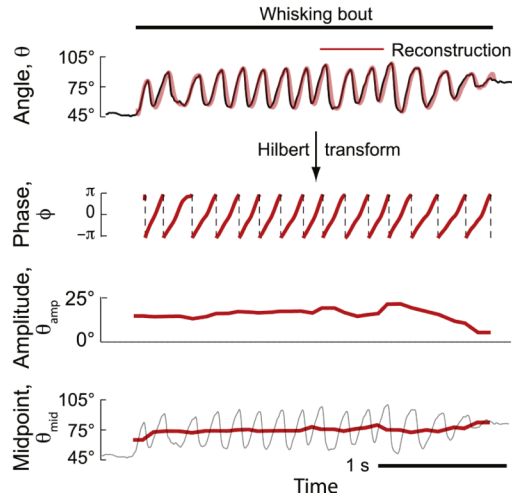 Whisking bout
Angle, θ
105°
75°
45°
Reconstruction
Hilbert transform
Phase, ϕ
π
0
−π
Amplitude, θamp
25°
0°
Midpoint, θmid
105°
75°
45°
1 s
Time